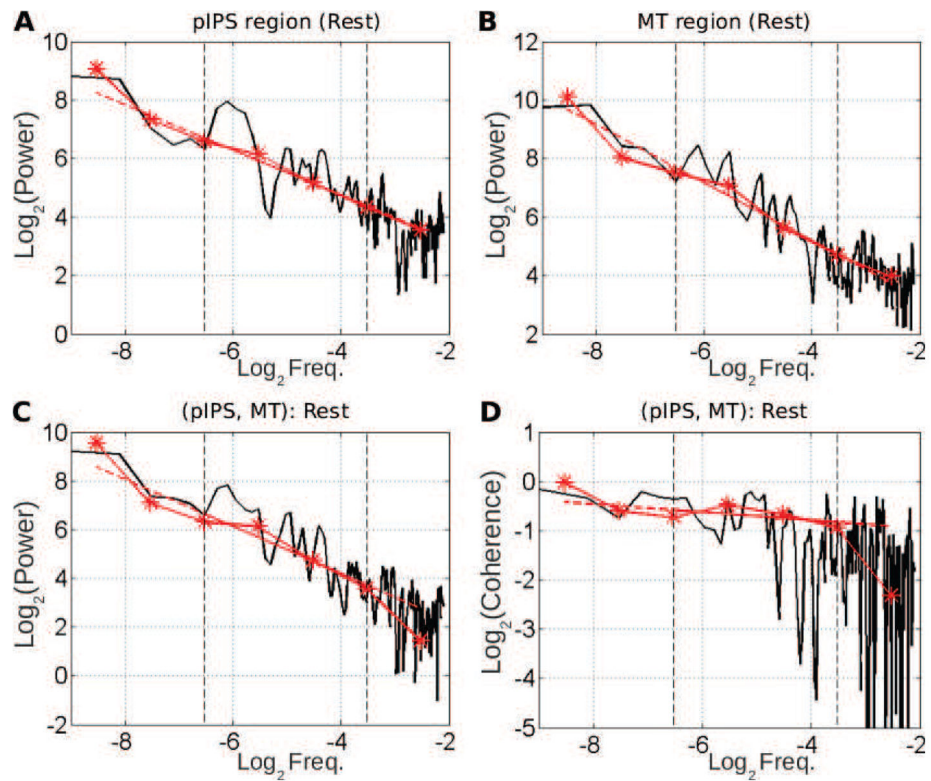 A pIPS region (Rest)
Log2(Power)
10
8
6
4
2
0
-8 -6 -4 -2
Log2 Freq.
B MT region (Rest)
Log2(Power)
12
10
8
6
4
2
-8 -6 -4 -2
Log2 Freq.
C (pIPS, MT): Rest
Log2(Power)
10
8
6
4
2
0
-2
-8 -6 -4 -2
Log2 Freq.
D (pIPS, MT): Rest
Log2(Coherence)
1
0
-1
-2
-3
-4
-5
-8 -6 -4 -2
Log2 Freq.